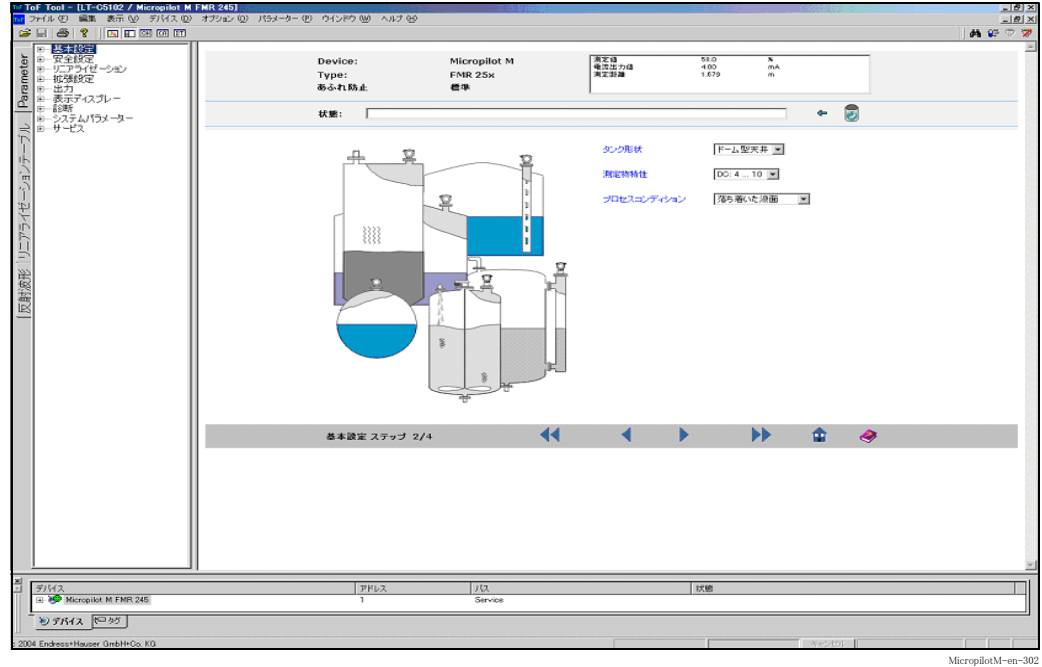 ToF Tool - [LT-C5102 / Micropilot M FMR 245]
ファイル(F) 編集 表示(V) デバイス(D) オプション(O) パラメーター(P) ウインドウ(W) ヘルプ(H)
Parameter
リニアライゼーションテーブル
反射波形
基本設定
安全設定
リニアライゼーション
拡張設定
出力
表示ディスプレー
診断
システムパラメーター
サービス
Device: Micropilot M
Type: FMR 25x
あふれ防止 標準
測定値 58.0 %
電流出力値 4.00 mA
測定距離 1.679 m
状態:
タンク形状 ドーム型天井
測定物特性 DC: 4 ... 10
プロセスコンディション 落ち着いた液面
基本設定 ステップ 2/4
デバイス アドレス パス 状態
Micropilot M FMR 245 1 Service
デバイス タグ
2004 Endress+Hauser GmbH+Co. KG
キャンセル
MicropilotM-en-302